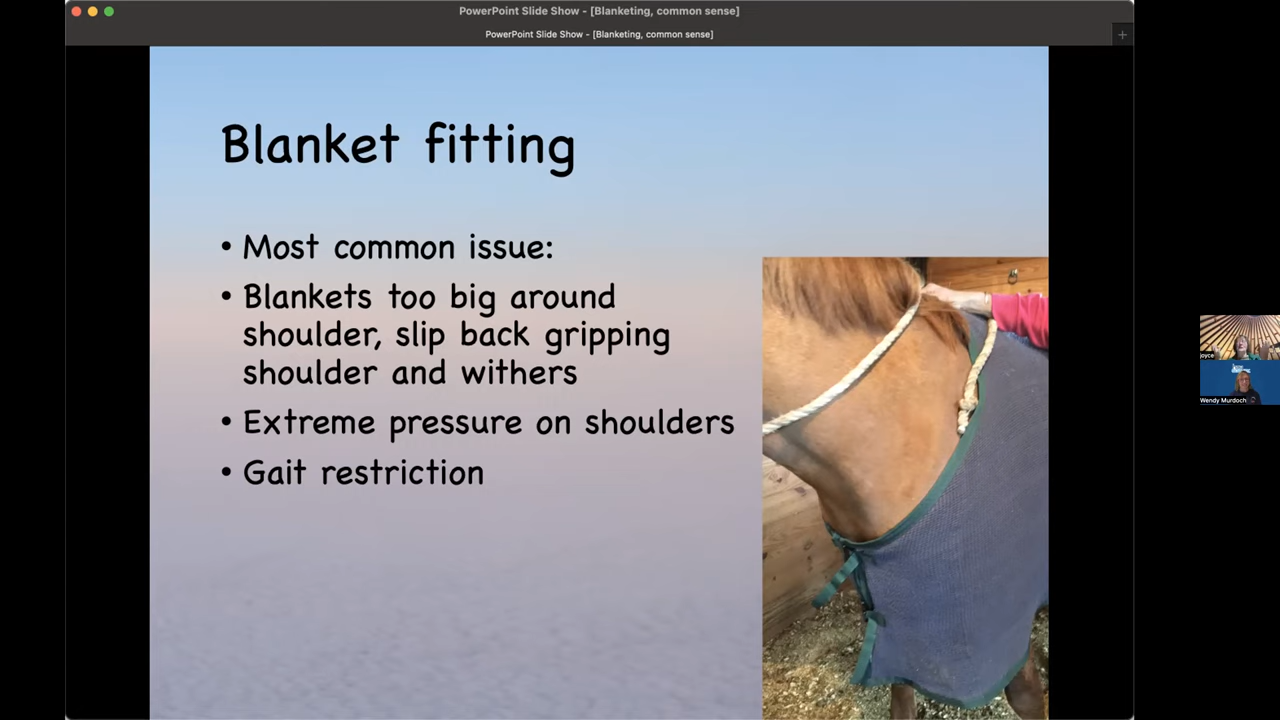 PowerPoint Slide Show - [Blanketing, common sense]
PowerPoint Slide Show - [Blanketing, common sense]
Blanket fitting
• Most common issue:
• Blankets too big around
shoulder, slip back gripping
shoulder and withers
• Extreme pressure on shoulders
• Gait restriction
joyce
Wendy Murdoch